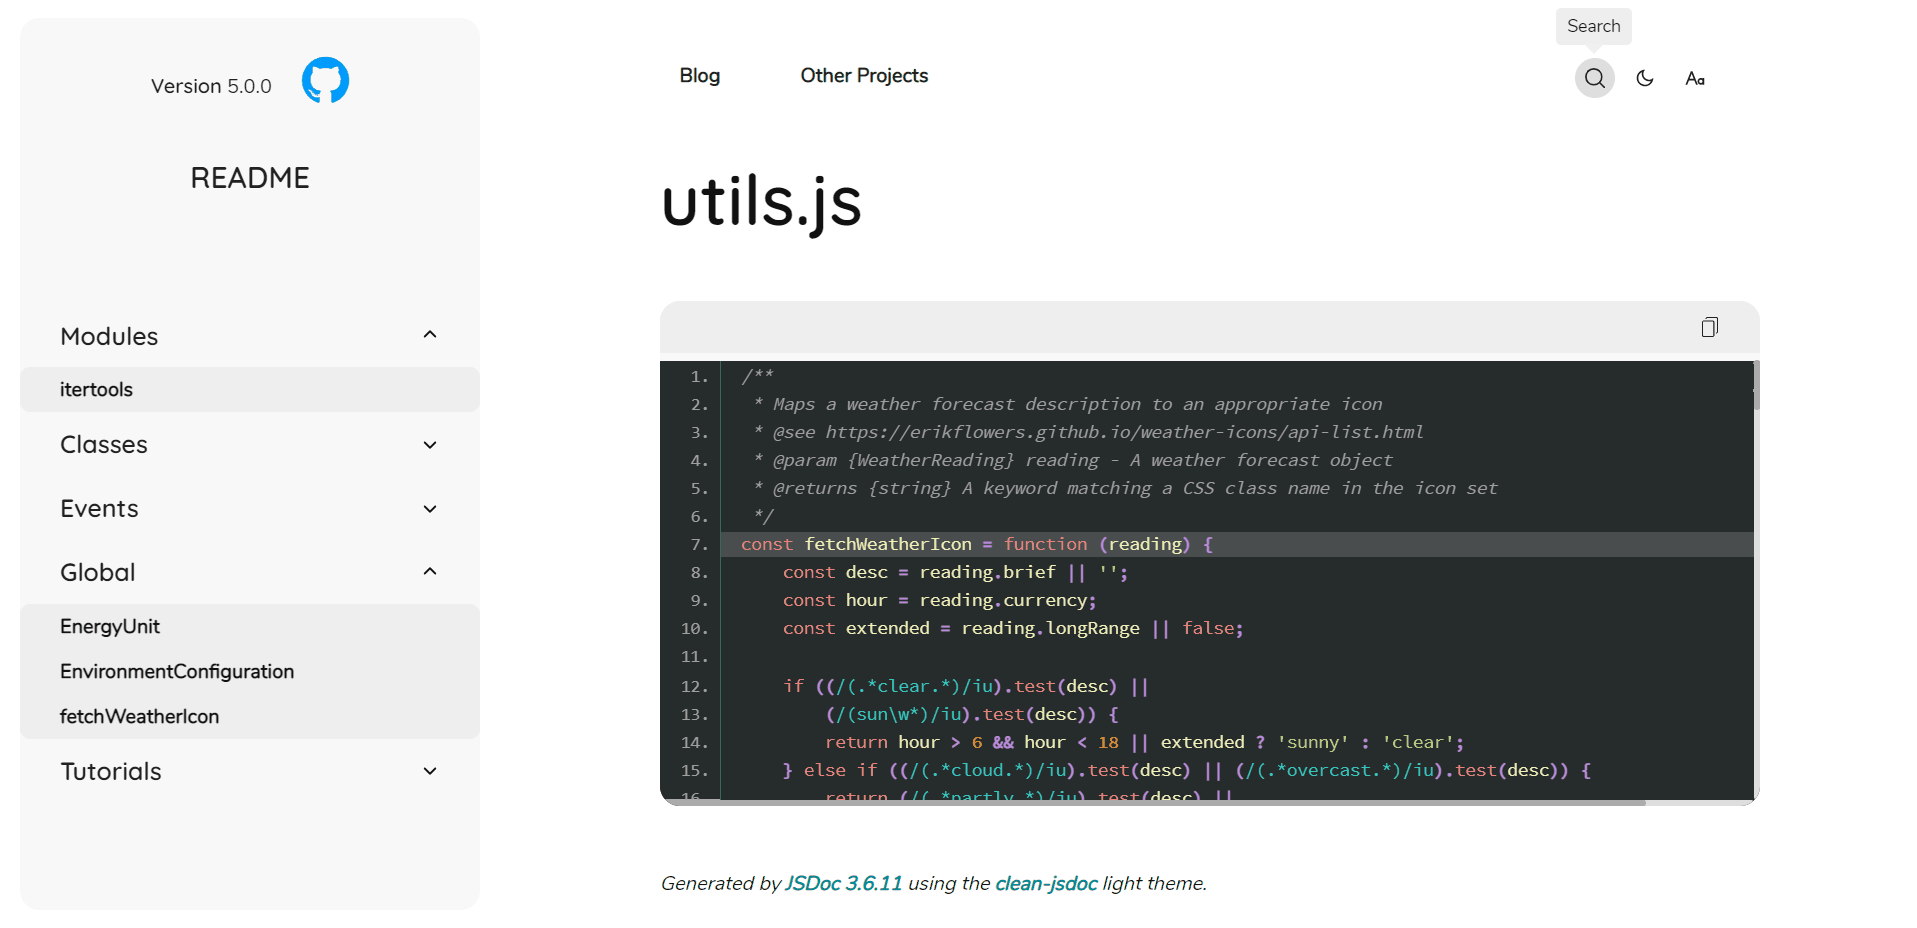 Version 5.0.0
README
Modules
itertools
Classes
Events
Global
EnergyUnit
EnvironmentConfiguration
fetchWeatherIcon
Tutorials
Search
Blog Other Projects
Aa
utils.js
1. /**
2.  * Maps a weather forecast description to an appropriate icon
3.  * @see https://erikflowers.github.io/weather-icons/api-list.html
4.  * @param {WeatherReading} reading - A weather forecast object
5.  * @returns {string} A keyword matching a CSS class name in the icon set
6.  */
7. const fetchWeatherIcon = function (reading) {
8.     const desc = reading.brief || '';
9.     const hour = reading.currency;
10.     const extended = reading.longRange || false;
11.
12.     if ((/(.*clear.*)/iu).test(desc) ||
13.         (/(sun\w*)/iu).test(desc)) {
14.         return hour > 6 && hour < 18 || extended ? 'sunny' : 'clear';
15.     } else if ((/(.*cloud.*)/iu).test(desc) || (/(.*overcast.*)/iu).test(desc)) {
16.         return (/(.*partly.*)/iu).test(desc) ||
Generated by JSDoc 3.6.11 using the clean-jsdoc light theme.